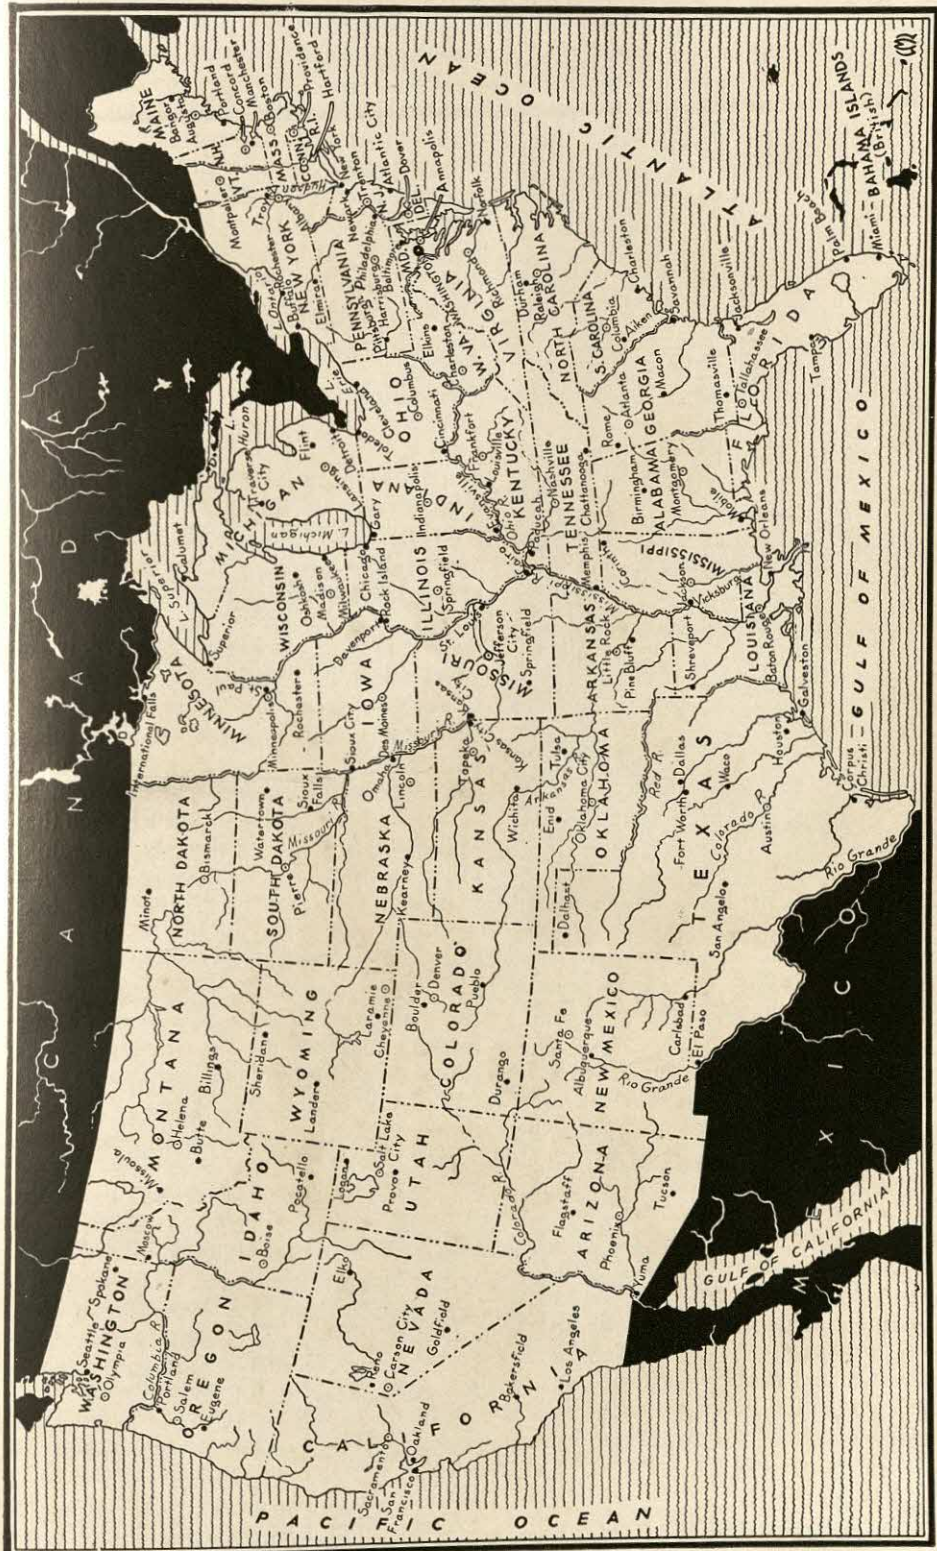 C A N A D A
PACIFIC OCEAN
ATLANTIC OCEAN
GULF OF MEXICO
GULF OF CALIFORNIA
MEXICO
BAHAMA ISLANDS
(British)
WASHINGTON
Seattle
Spokane
Olympia
Columbia R.
OREGON
Portland
Salem
Eugene
CALIFORNIA
Sacramento
San
Francisco
Oakland
Bakersfield
Los Angeles
NEVADA
Reno
Carson City
Goldfield
Elko
IDAHO
Moscow
Boise
Pocatello
MONTANA
Missoula
Helena
Butte
Billings
WYOMING
Sheridan
Lander
Laramie
Cheyenne
UTAH
Logan
Salt Lake
City
Provo
COLORADO
Boulder
Denver
Pueblo
Durango
ARIZONA
Colorado R.
Flagstaff
Phoenix
Tucson
Yuma
NEW MEXICO
Santa Fe
Albuquerque
Carlsbad
Rio Grande
NORTH DAKOTA
Minot
Bismarck
SOUTH DAKOTA
Watertown
Pierre
Missouri R.
Sioux
Falls
NEBRASKA
Omaha
Lincoln
Kearney
KANSAS
Topeka
Kansas City
Wichita
OKLAHOMA
Enid
Tulsa
Arkansas
Oklahoma City
Red R.
TEXAS
Dalhart
Fort Worth
Dallas
Waco
San Angelo
Colorado R.
Austin
Houston
Galveston
Corpus
Christi
El Paso
Rio Grande
MINNESOTA
International Falls
Minneapolis
St.
Paul
Rochester
IOWA
Sioux City
Des Moines
Davenport
Missouri
MISSOURI
Kansas City
St. Louis
Jefferson
City
Springfield
ARKANSAS
Little Rock
Pine Bluff
LOUISIANA
Shreveport
Baton Rouge
New Orleans
WISCONSIN
Superior
Oshkosh
Madison
Milwaukee
L. Superior
Calumet
MICHIGAN
Traverse
City
Flint
Lansing
Detroit
L. Michigan
L. Huron
ILLINOIS
Chicago
Rock Island
Springfield
Cairo
INDIANA
Gary
Indianapolis
Evansville
OHIO
Toledo
Cleveland
Columbus
Cincinnati
L. Erie
KENTUCKY
Frankfort
Louisville
Ohio R.
Paducah
TENNESSEE
Nashville
Memphis
Chattanooga
MISSISSIPPI
Corinth
Jackson
Vicksburg
ALABAMA
Birmingham
Montgomery
Mobile
GEORGIA
Rome
Atlanta
Macon
Thomasville
Savannah
FLORIDA
Tallahassee
Jacksonville
Tampa
Palm Beach
Miami
S. CAROLINA
Columbia
Aiken
Charleston
NORTH
CAROLINA
Durham
Raleigh
VIRGINIA
Richmond
Norfolk
W. VA.
Elkins
Charleston
WASHINGTON
MD.
Baltimore
Annapolis
DEL.
Dover
PENNSYLVANIA
Pittsburg
Harrisburg
Philadelphia
N.J.
Newark
Trenton
Atlantic City
NEW YORK
L. Ontario
Rochester
Buffalo
Elmira
Troy
Albany
Hudson
New
York
VT.
Montpelier
N.H.
Concord
Manchester
MAINE
Bangor
Augusta
Portland
MASS
Boston
CONN.
Hartford
R.I.
Providence